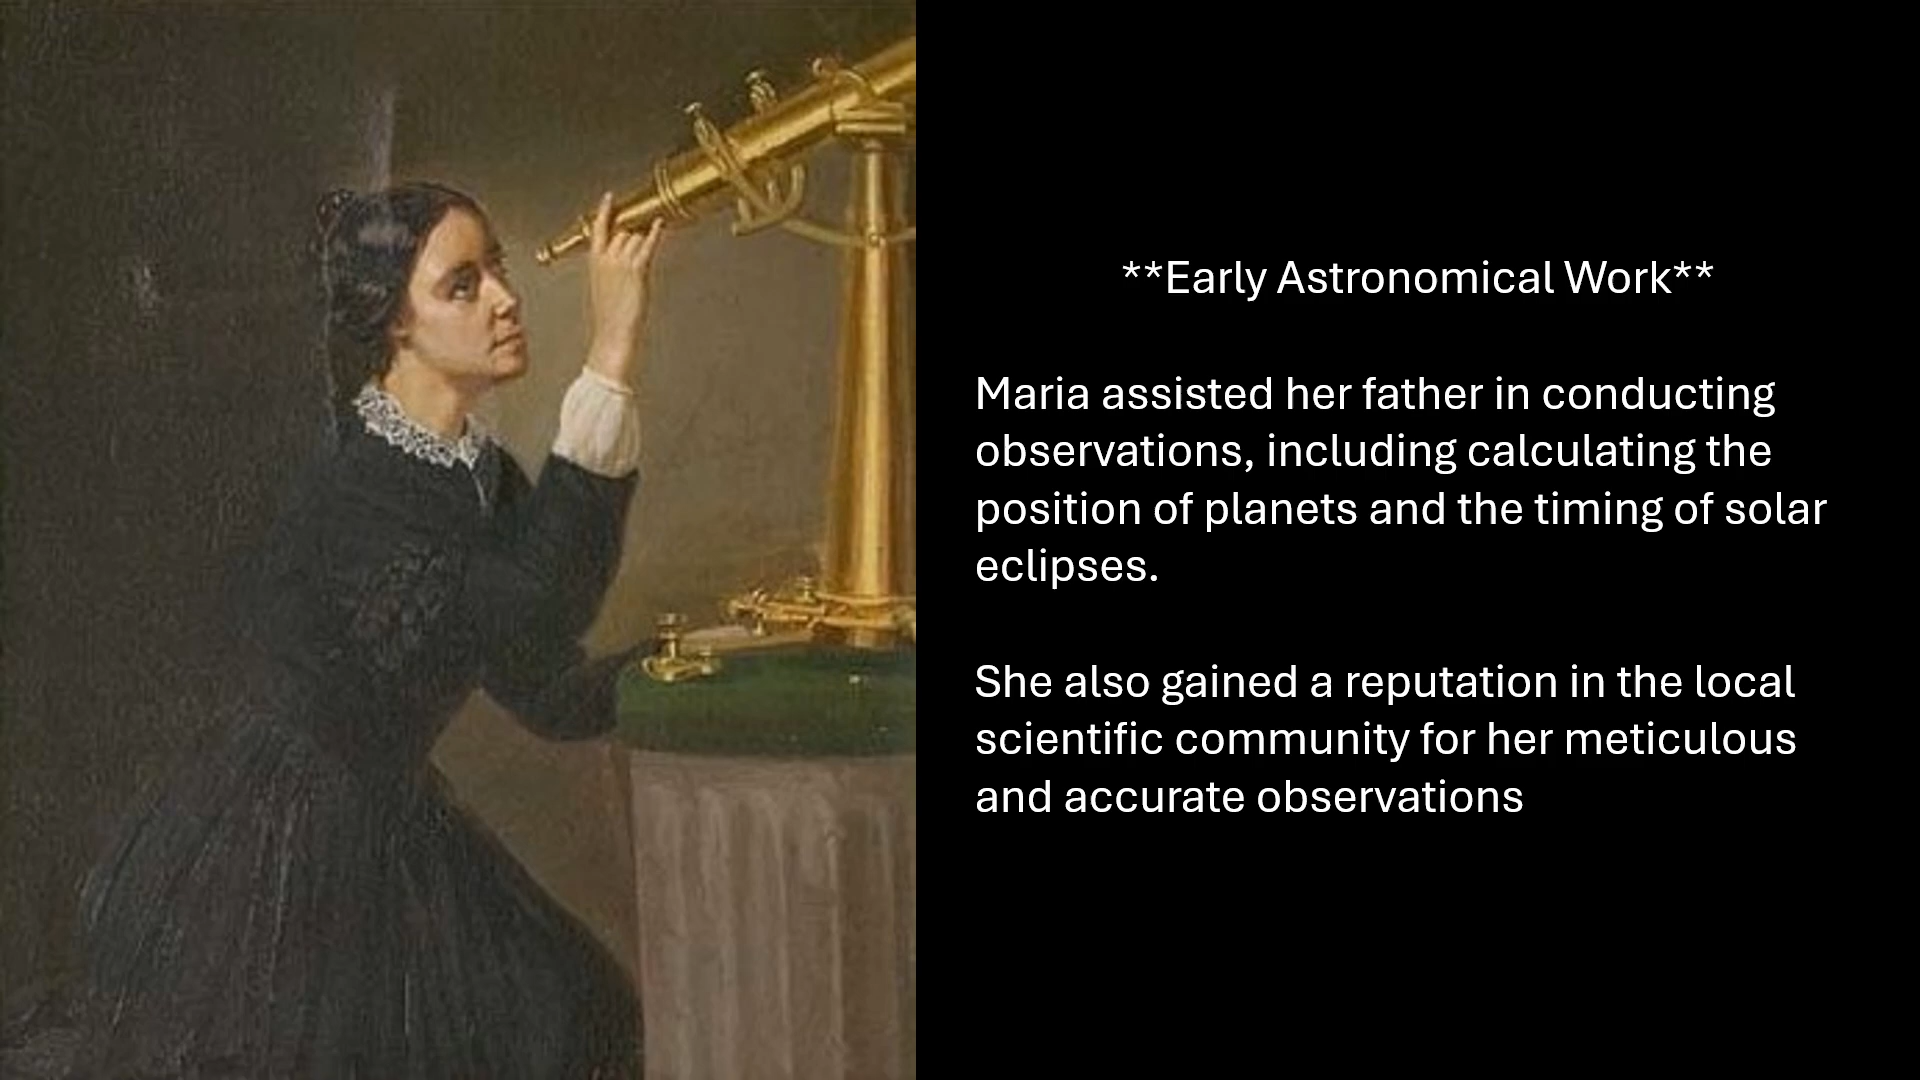 **Early Astronomical Work**
Maria assisted her father in conducting
observations, including calculating the
position of planets and the timing of solar
eclipses.
She also gained a reputation in the local
scientific community for her meticulous
and accurate observations